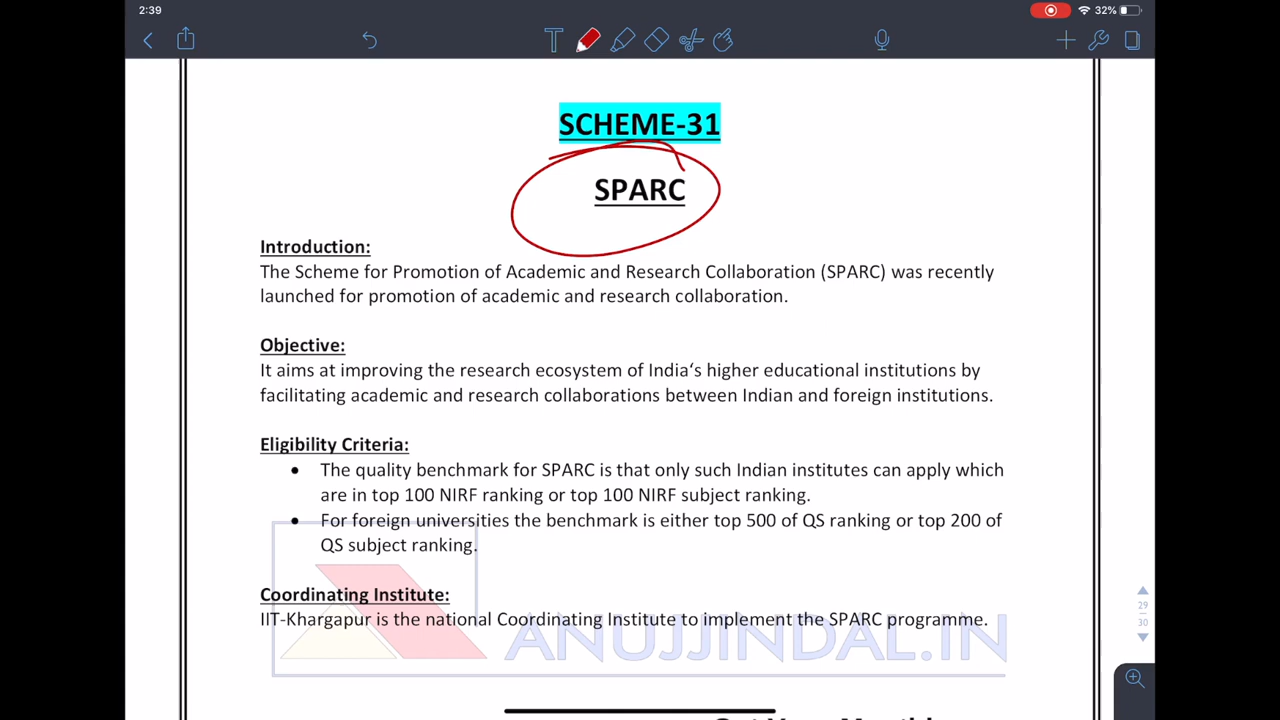 2:39
32%
SCHEME-31
SPARC
Introduction:
The Scheme for Promotion of Academic and Research Collaboration (SPARC) was recently
launched for promotion of academic and research collaboration.
Objective:
It aims at improving the research ecosystem of India‘s higher educational institutions by
facilitating academic and research collaborations between Indian and foreign institutions.
Eligibility Criteria:
• The quality benchmark for SPARC is that only such Indian institutes can apply which
are in top 100 NIRF ranking or top 100 NIRF subject ranking.
• For foreign universities the benchmark is either top 500 of QS ranking or top 200 of
QS subject ranking.
Coordinating Institute:
IIT-Khargapur is the national Coordinating Institute to implement the SPARC programme.
ANUJJINDAL.IN
29
30